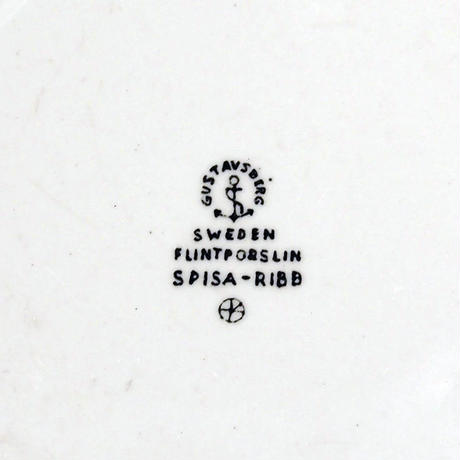 GUSTAVSBERG
SWEDEN
FLINTPORSLIN
SPISA-RIBB